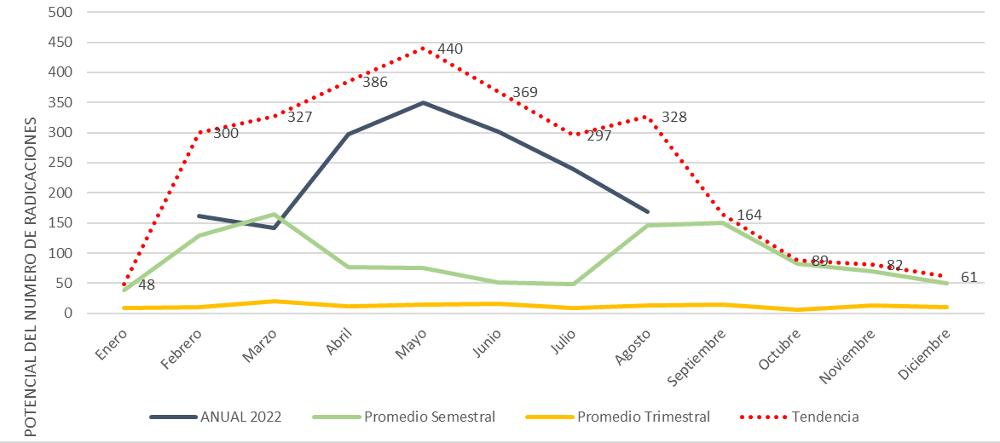 POTENCIAL DEL NUMERO DE RADICACIONES
500
450
400
350
300
250
200
150
100
50
0
48
300
327
386
440
369
297
328
164
89
82
61
Enero
Febrero
Marzo
Abril
Mayo
Junio
Julio
Agosto
Septiembre
Octubre
Noviembre
Diciembre
ANUAL 2022 Promedio Semestral Promedio Trimestral Tendencia